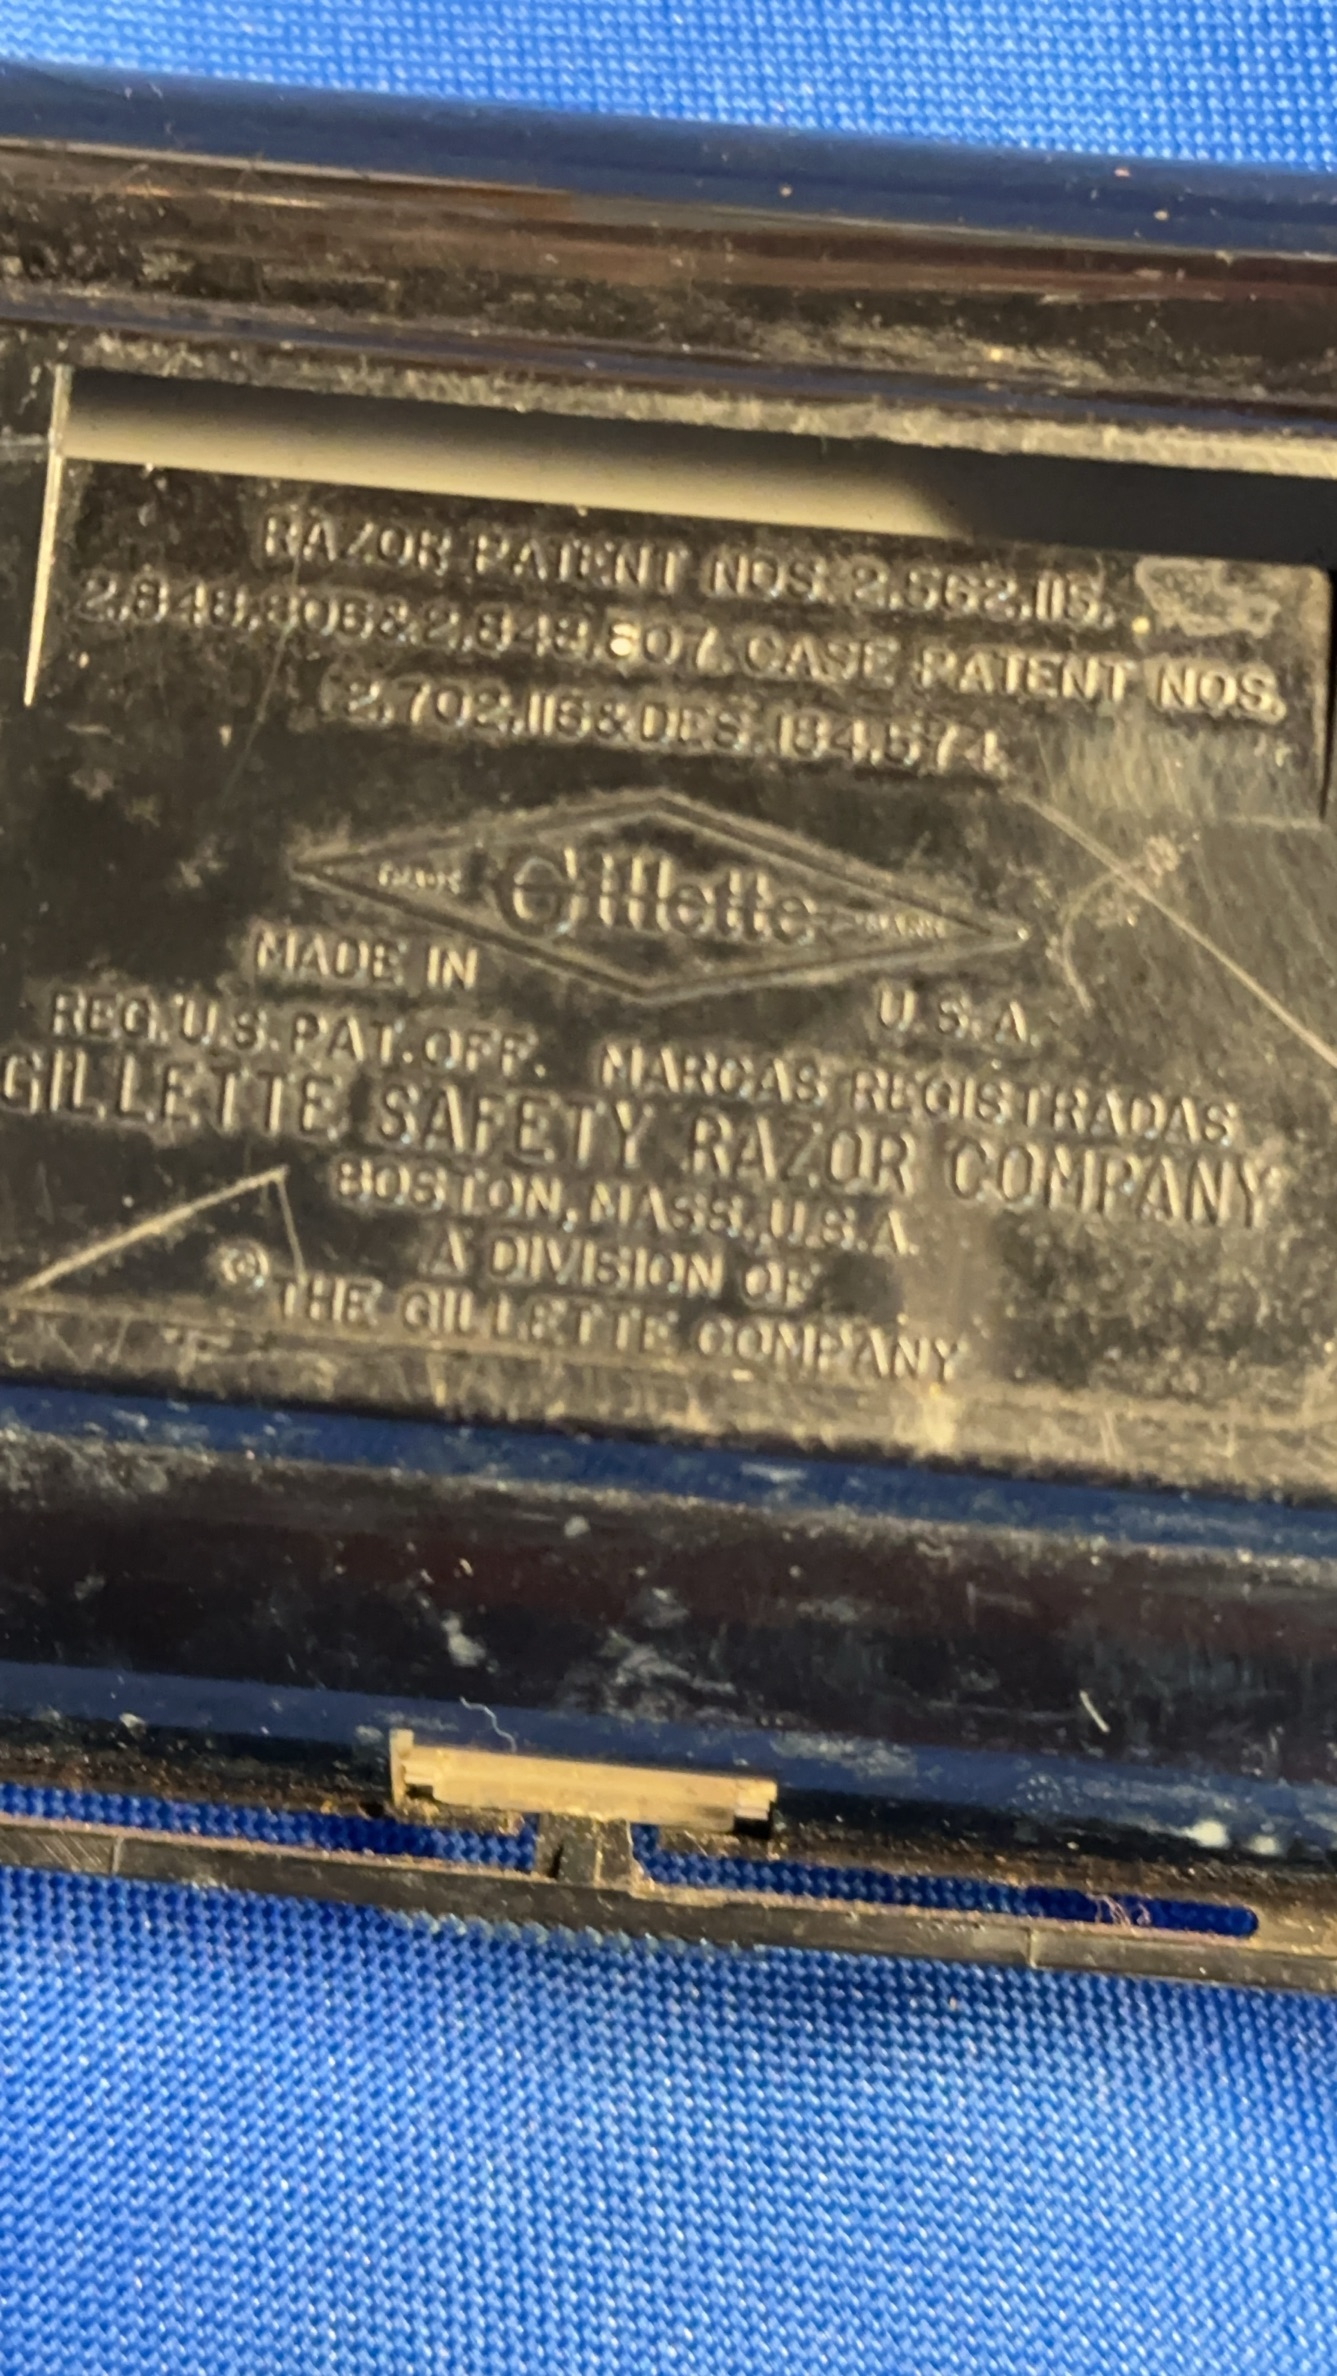 RAZOR PATENT NOS. 2,562,115,
2,848,806 & 2,848,807. CASE PATENT NOS.
2,702,116 & DES. 184,574.
Gillette
MADE IN U.S.A.
REG. U.S. PAT. OFF. MARCAS REGISTRADAS
GILLETTE SAFETY RAZOR COMPANY
BOSTON, MASS., U.S.A.
A DIVISION OF
© THE GILLETTE COMPANY